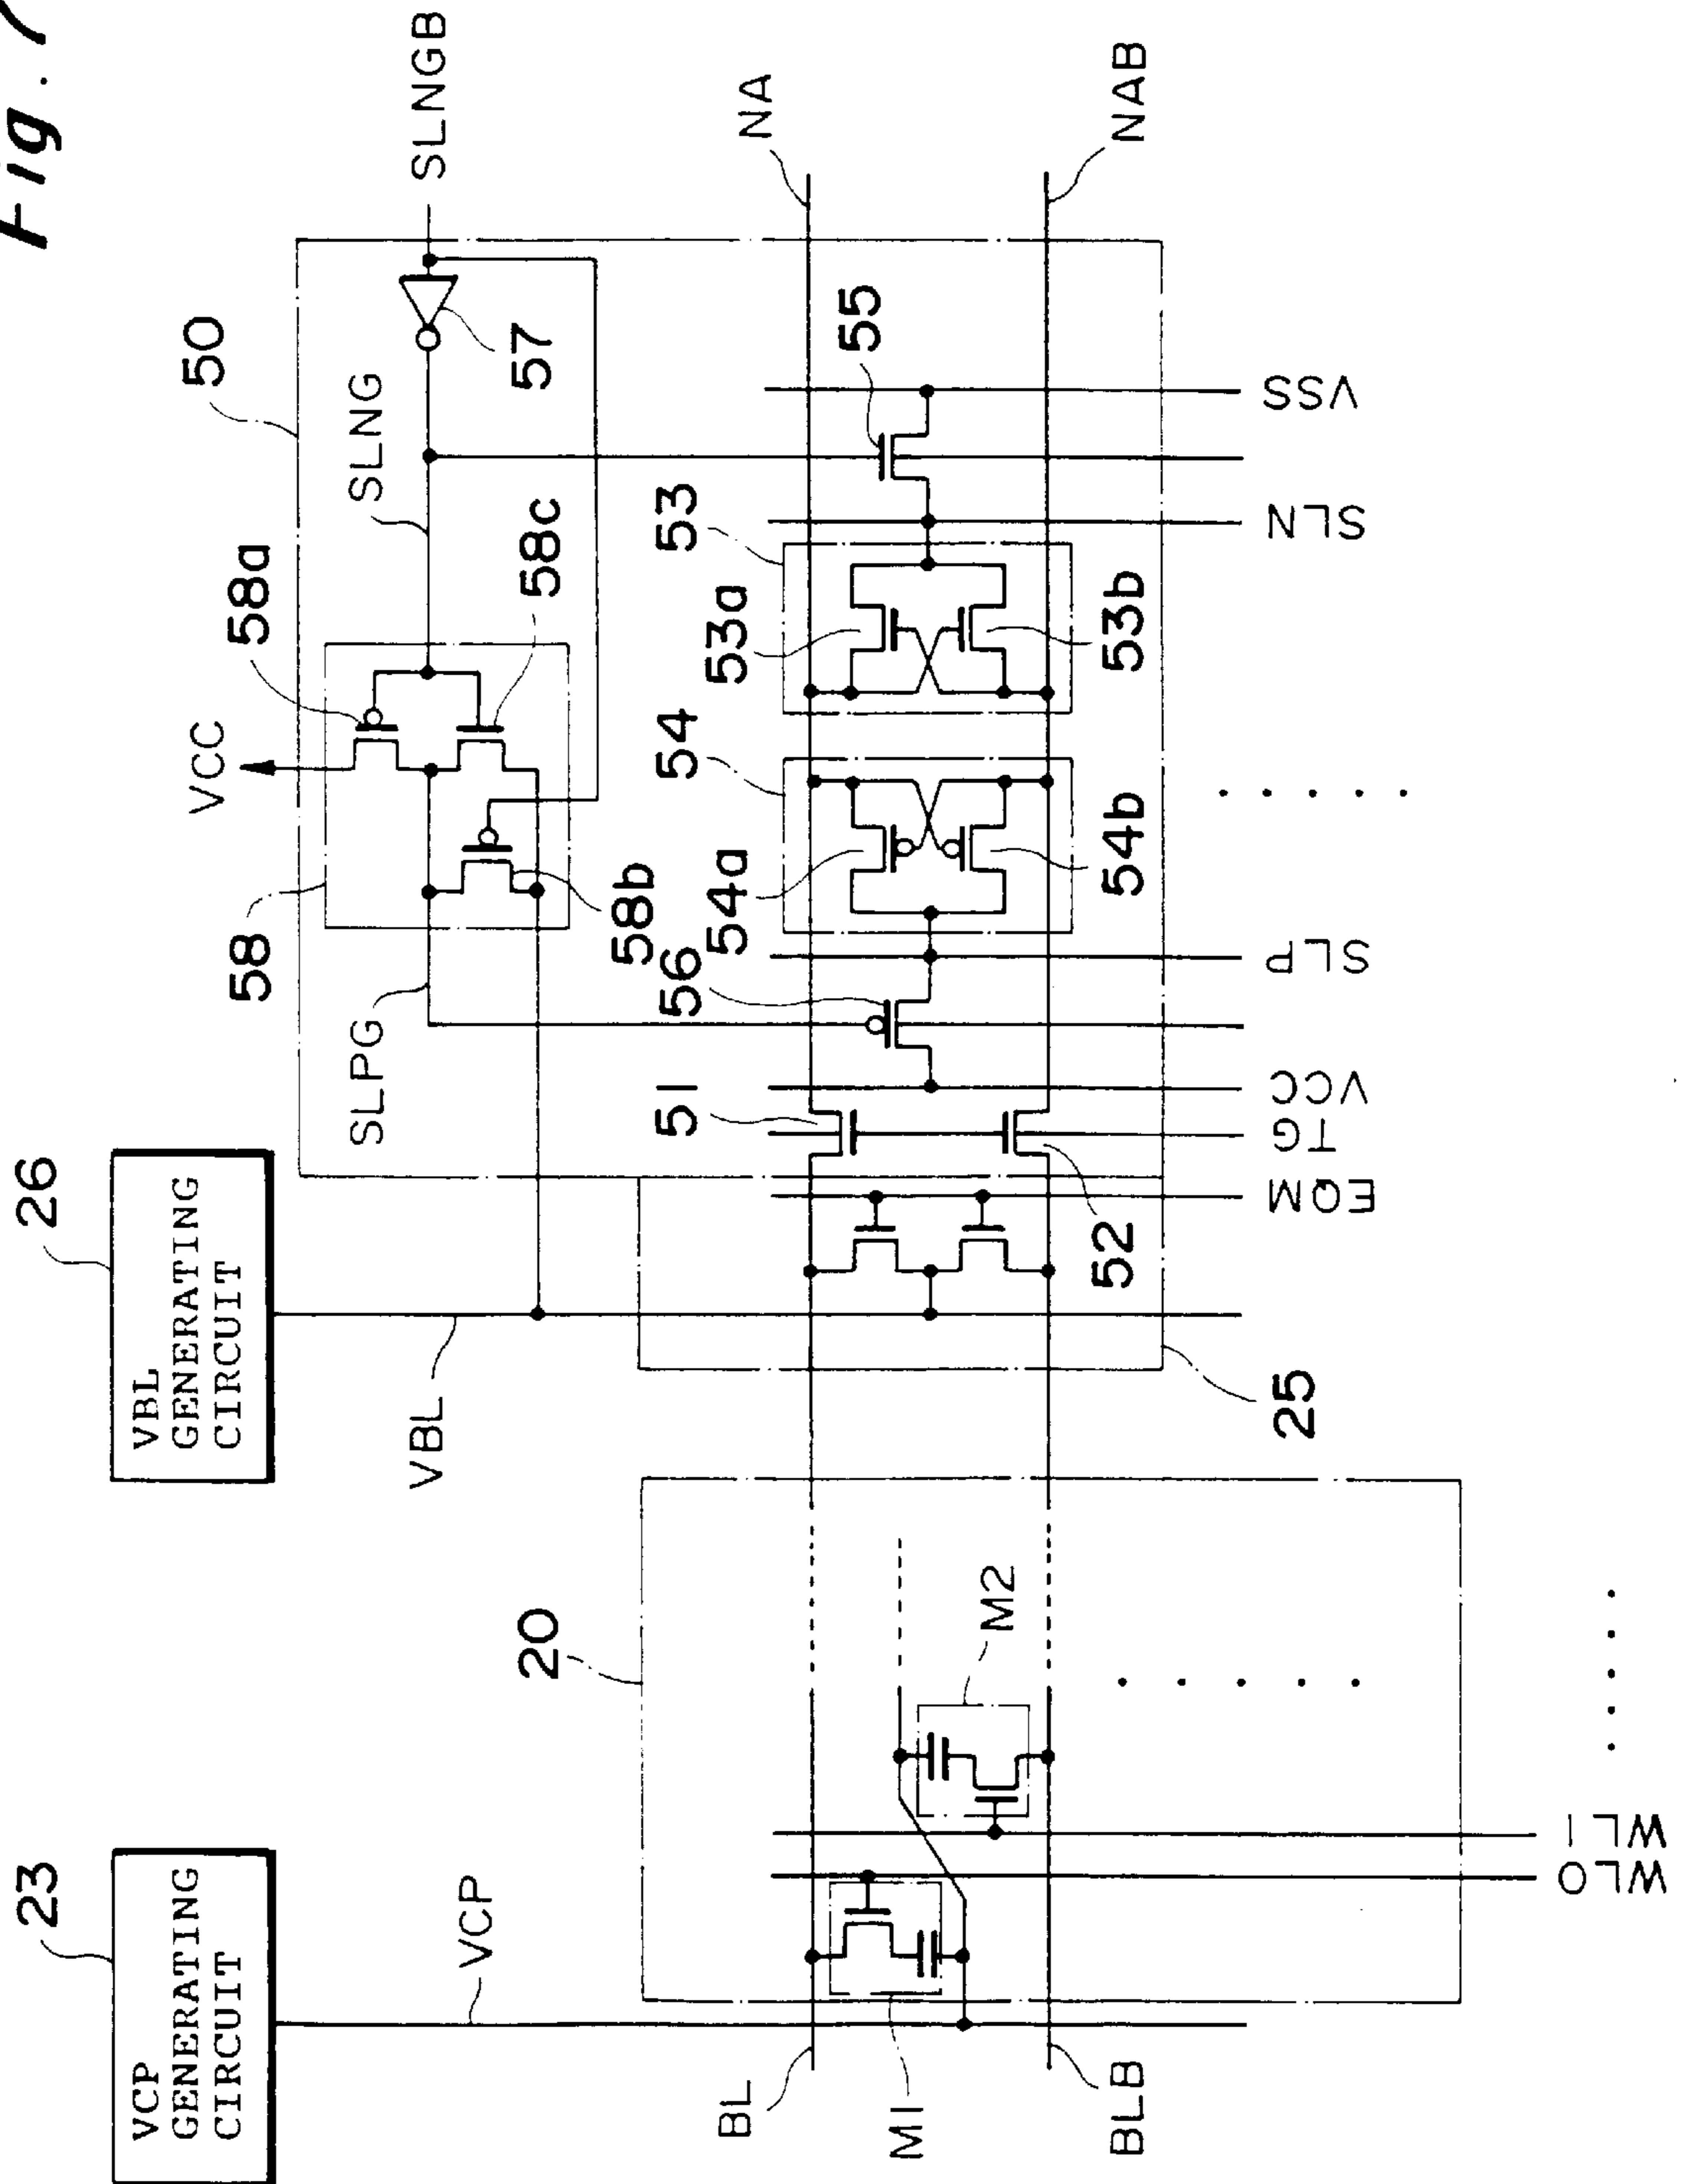 Fig. 7
23
VCP
GENERATING
CIRCUIT
26
VBL
GENERATING
CIRCUIT
VCP
VBL
50
VCC
58
58a
58b
58c
SLPG
SLNG
57
SLNGB
20
BL
BLB
M1
M2
WL0
WL1
25
EQM
TG
VCC
SLP
SLN
VSS
51
52
56
54
54a
54b
53
53a
53b
55
NA
NAB